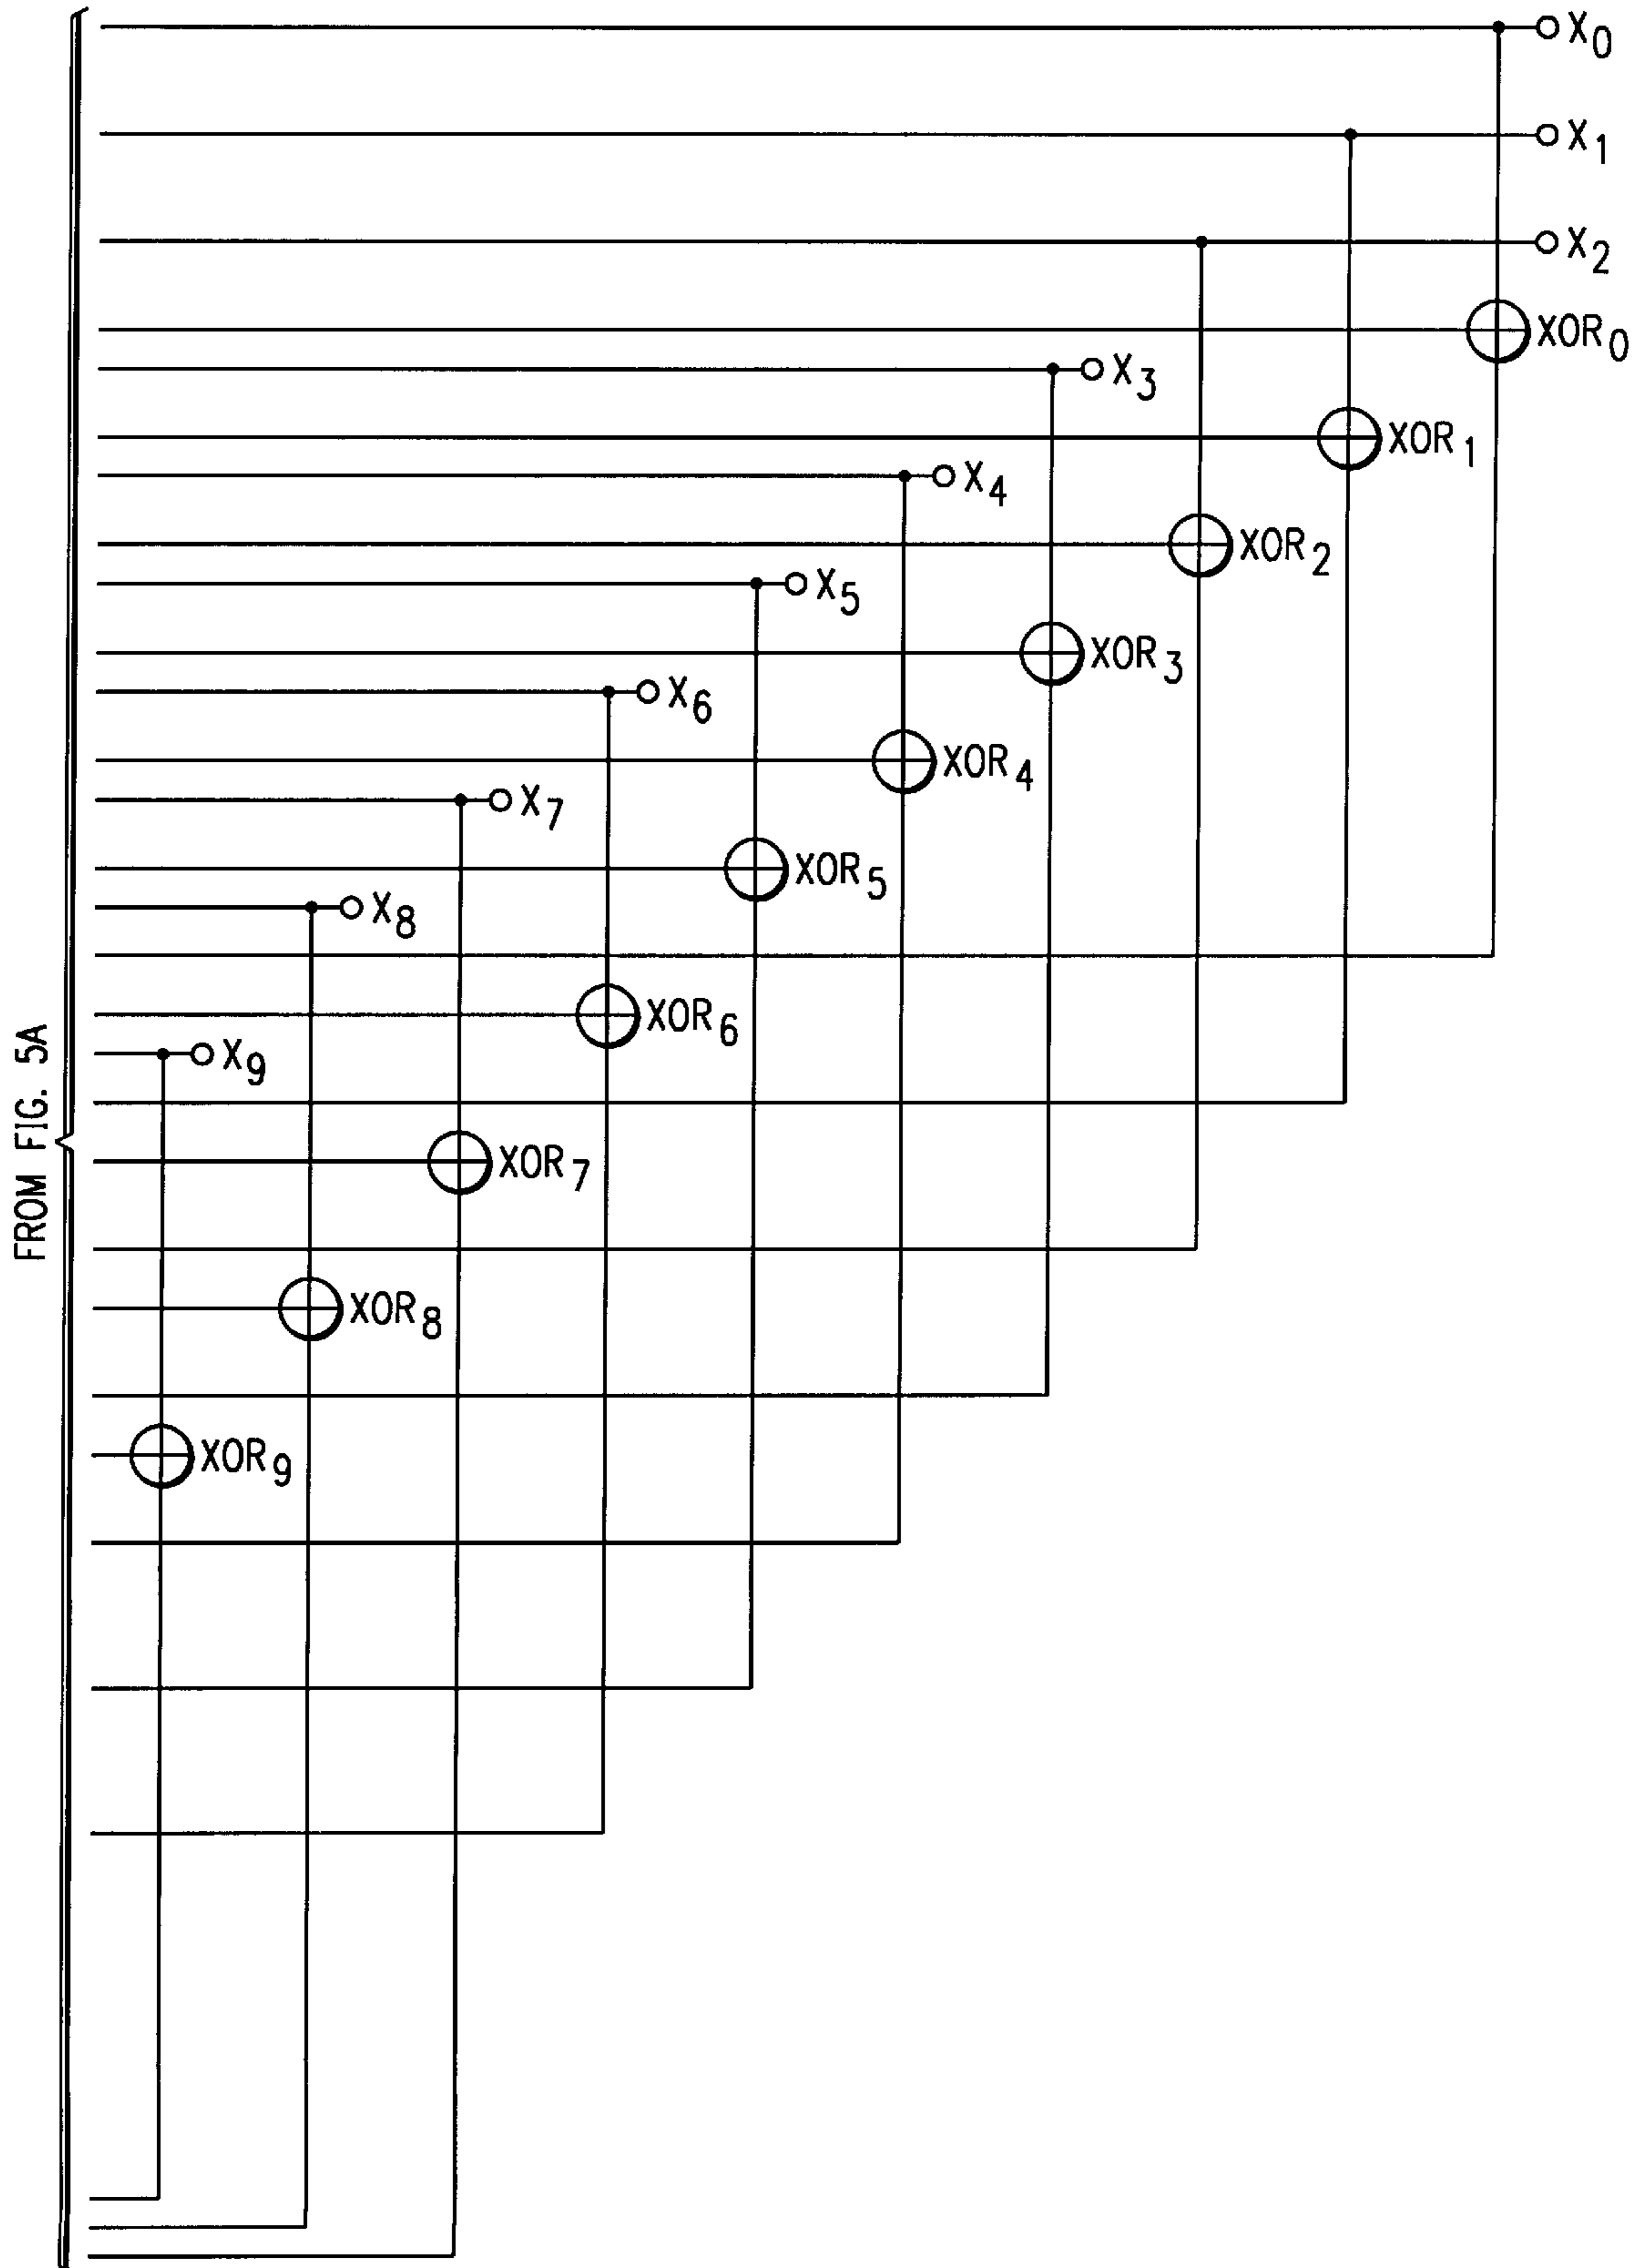 X0
X1
X2
XOR0
X3
XOR1
X4
XOR2
X5
XOR3
X6
XOR4
X7
XOR5
X8
XOR6
X9
XOR7
XOR8
XOR9
FROM FIG. 5A